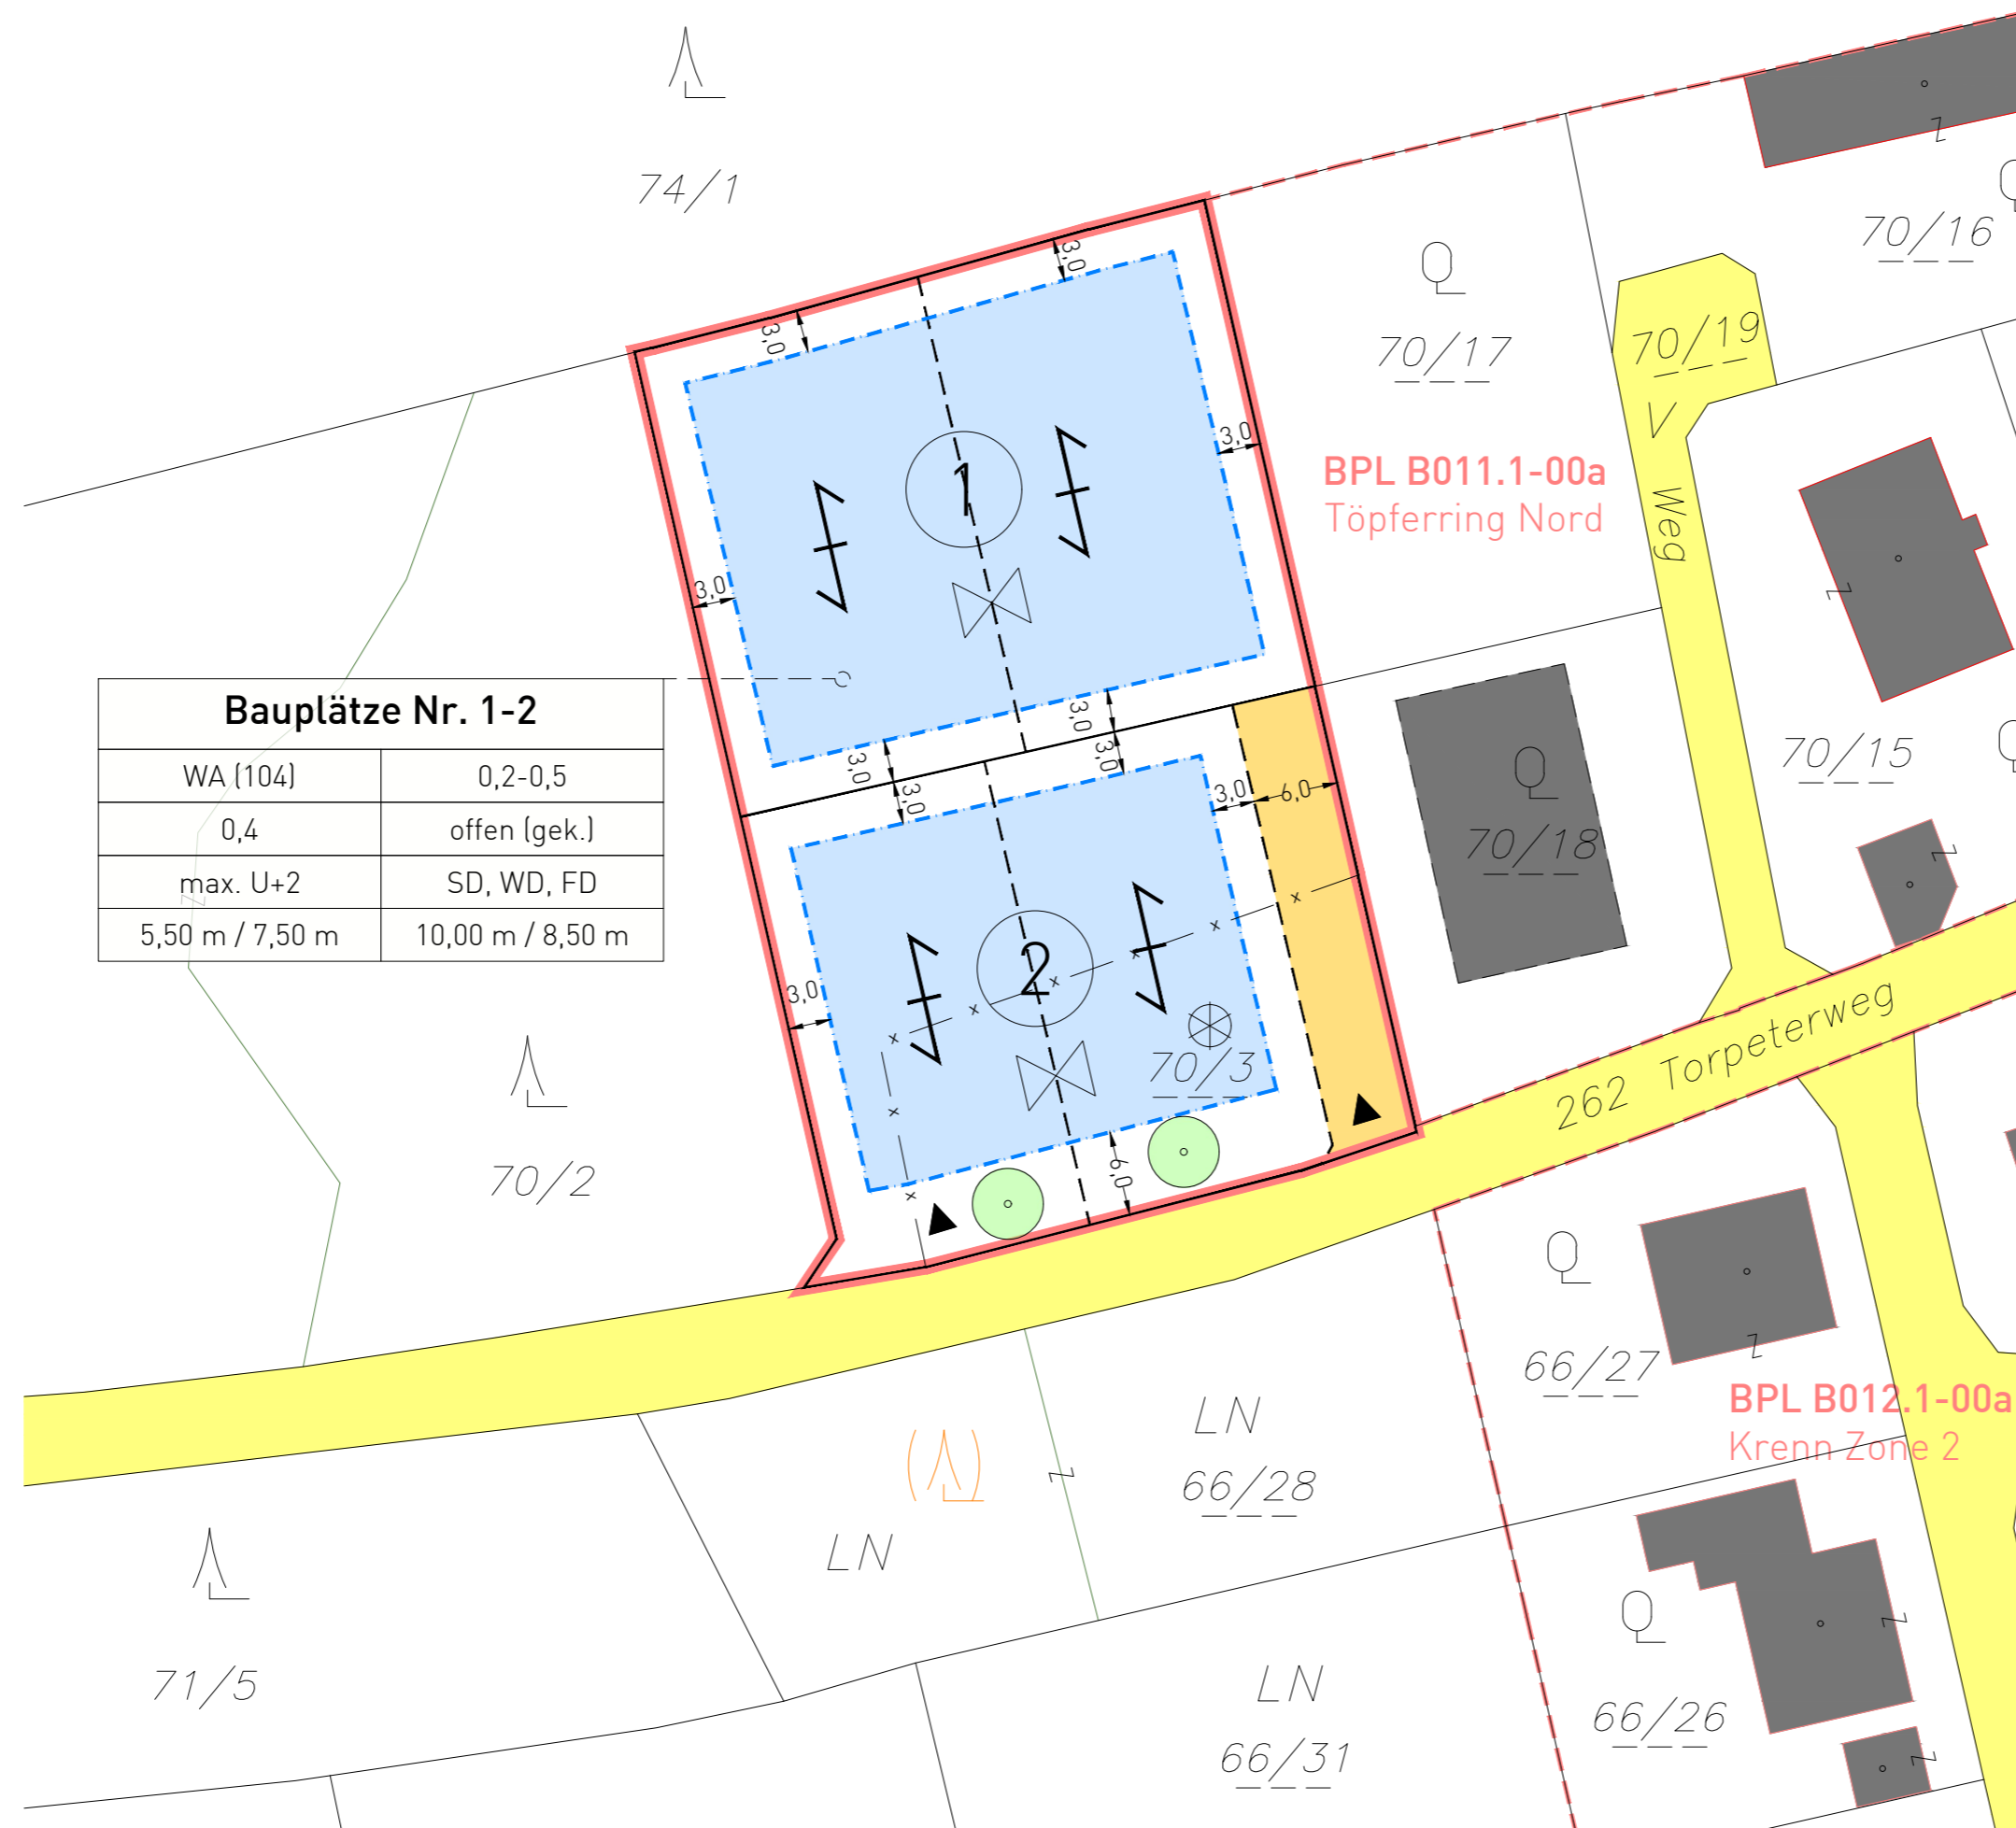 74/1
70/16
3,0
3,0
70/17
70/19
3,0
1
BPL B011.1-00a
Töpferring Nord
Weg
3,0
Bauplätze Nr. 1-2
WA (104) 0,2-0,5
0,4 offen (gek.)
max. U+2 SD, WD, FD
5,50 m / 7,50 m 10,00 m / 8,50 m
3,0
3,0
3,0
3,0
3,0
6,0
70/15
70/18
2
3,0
70/3
262 Torpeterweg
70/2
6,0
66/27
BPL B012.1-00a
Krenn Zone 2
LN
66/28
LN
71/5
LN
66/31
66/26